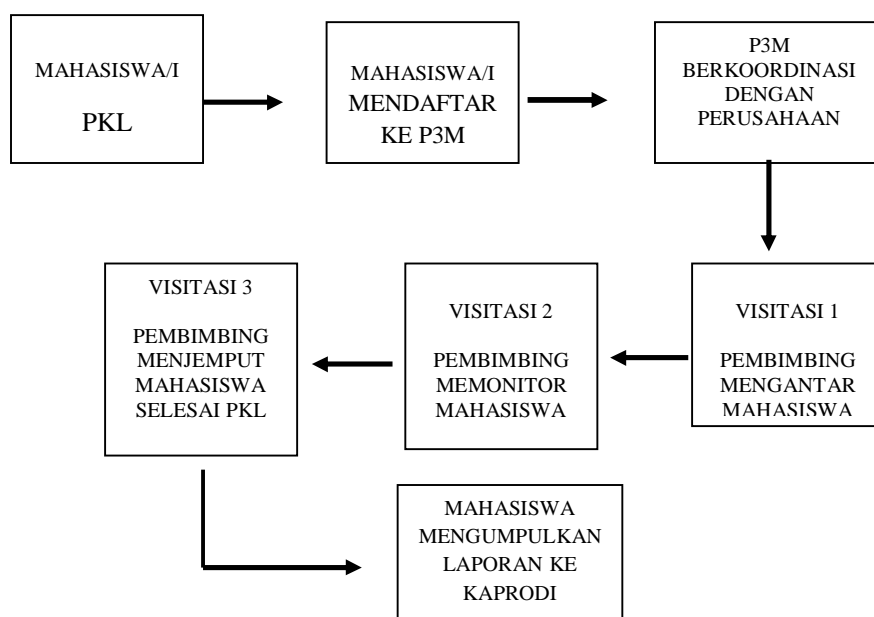 MAHASISWA/I
PKL
MAHASISWA/I
MENDAFTAR
KE P3M
P3M
BERKOORDINASI
DENGAN
PERUSAHAAN
VISITASI 1
PEMBIMBING
MENGANTAR
MAHASISWA
VISITASI 2
PEMBIMBING
MEMONITOR
MAHASISWA
VISITASI 3
PEMBIMBING
MENJEMPUT
MAHASISWA
SELESAI PKL
MAHASISWA
MENGUMPULKAN
LAPORAN KE
KAPRODI